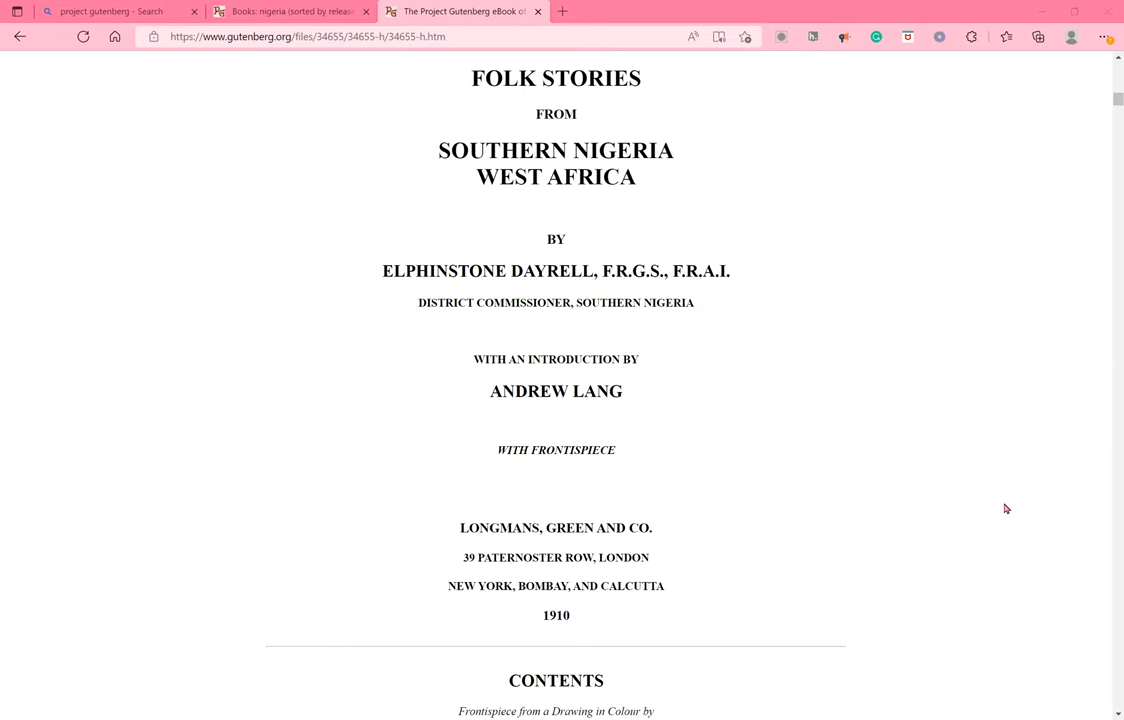 project gutenberg - Search
Books: nigeria (sorted by releas
The Project Gutenberg eBook of
https://www.gutenberg.org/files/34655/34655-h/34655-h.htm
FOLK STORIES
FROM
SOUTHERN NIGERIA
WEST AFRICA
BY
ELPHINSTONE DAYRELL, F.R.G.S., F.R.A.I.
DISTRICT COMMISSIONER, SOUTHERN NIGERIA
WITH AN INTRODUCTION BY
ANDREW LANG
WITH FRONTISPIECE
LONGMANS, GREEN AND CO.
39 PATERNOSTER ROW, LONDON
NEW YORK, BOMBAY, AND CALCUTTA
1910
CONTENTS
Frontispiece from a Drawing in Colour by